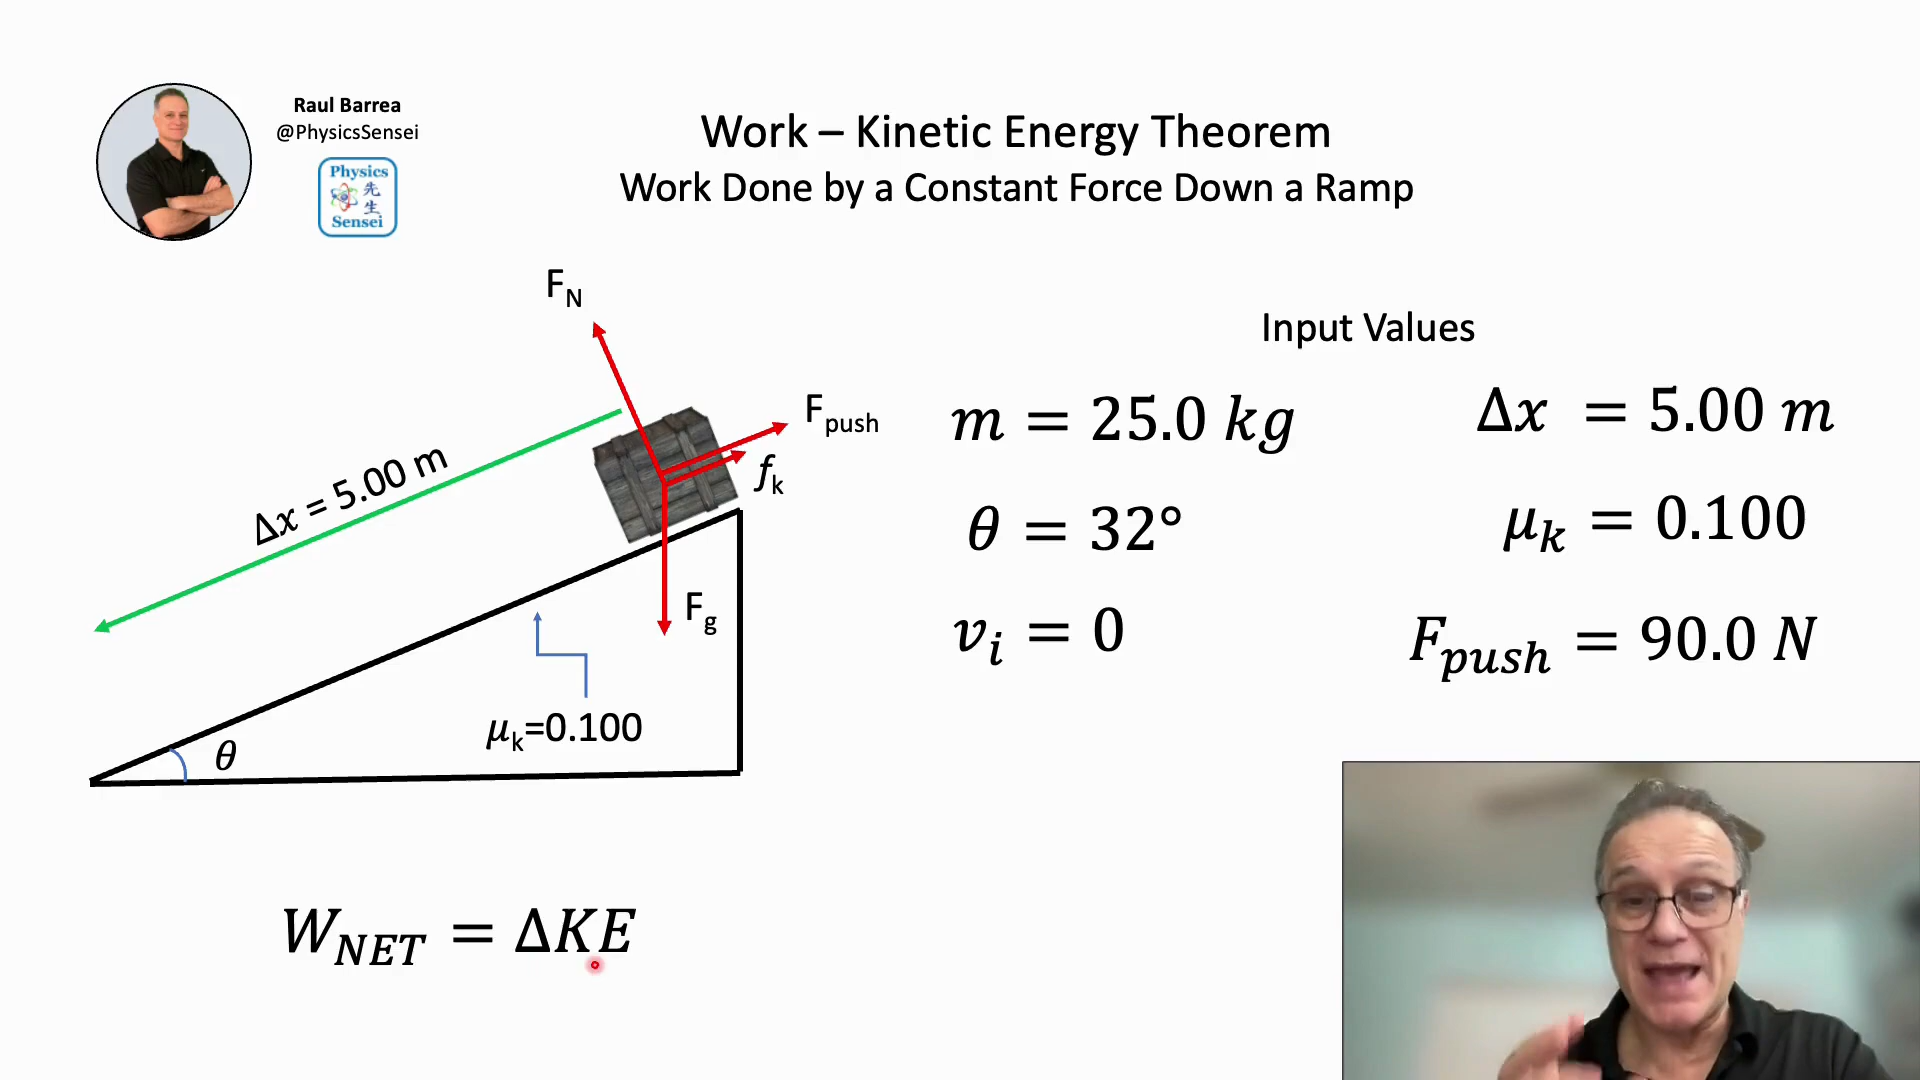 Raul Barrea
@PhysicsSensei
Physics
先
生
Sensei
Work – Kinetic Energy Theorem
Work Done by a Constant Force Down a Ramp
F_N
F_push
f_k
Δx = 5.00 m
F_g
μ_k=0.100
θ
Input Values
m = 25.0 kg
Δx = 5.00 m
θ = 32°
μ_k = 0.100
v_i = 0
F_push = 90.0 N
W_NET = ΔKE